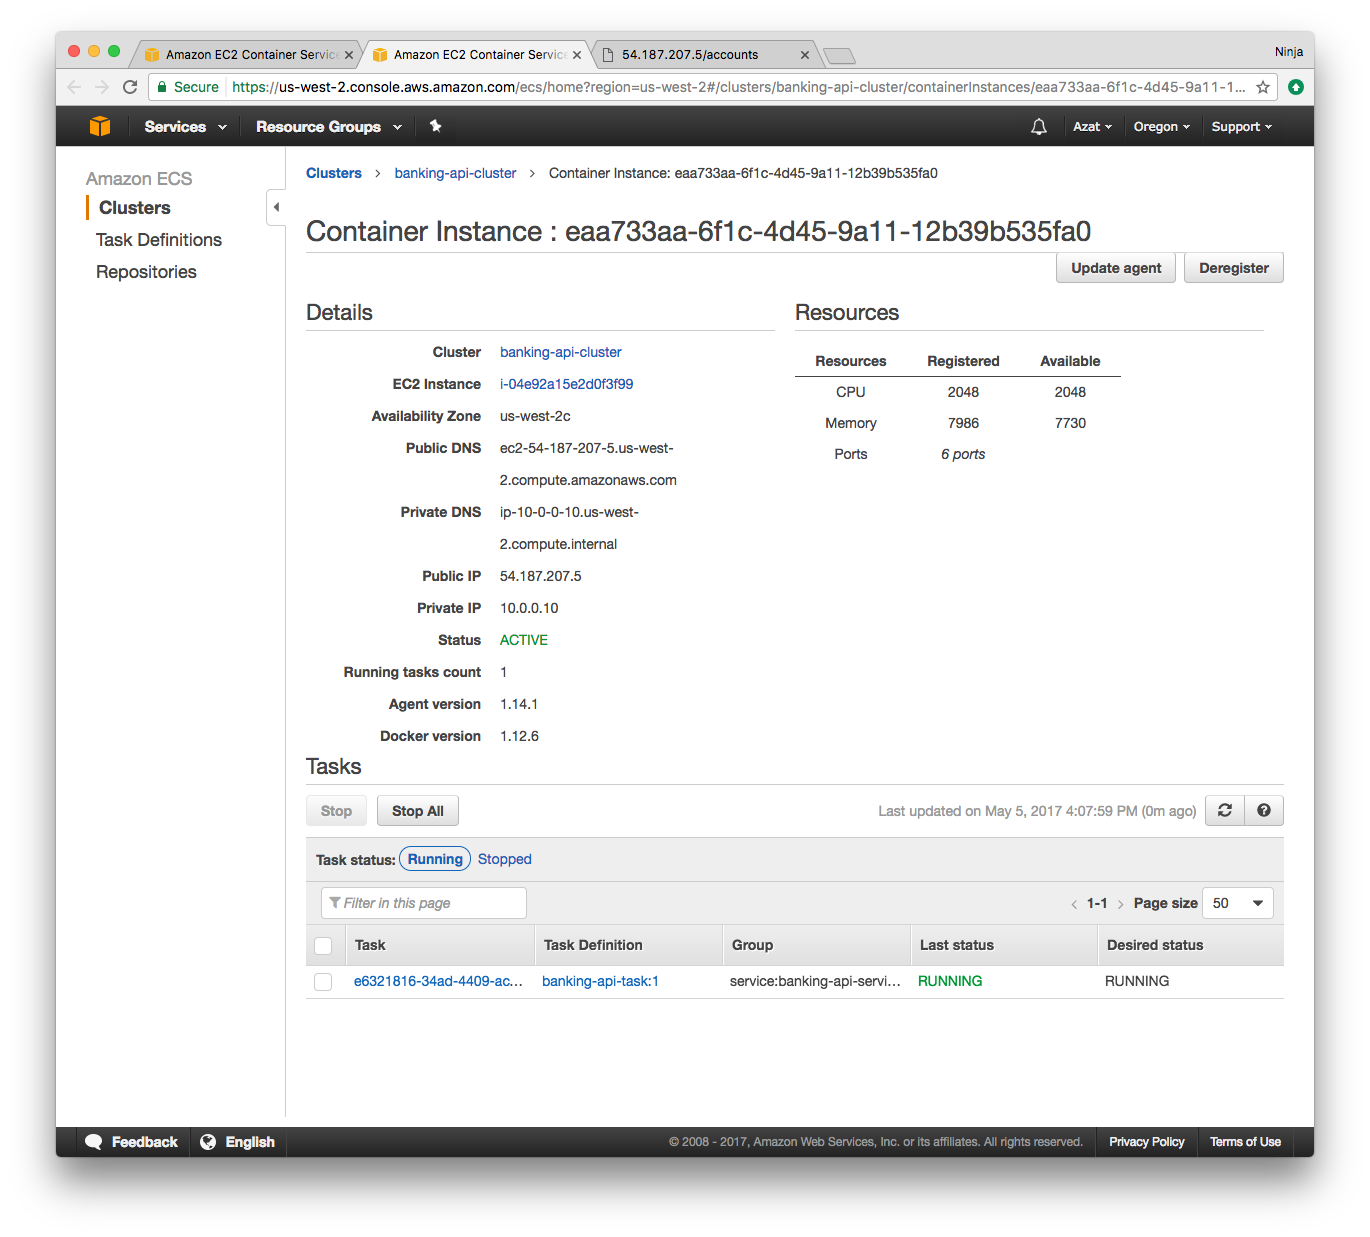 Amazon EC2 Container Service
Amazon EC2 Container Service
54.187.207.5/accounts
Ninja
Secure https://us-west-2.console.aws.amazon.com/ecs/home?region=us-west-2#/clusters/banking-api-cluster/containerInstances/eaa733aa-6f1c-4d45-9a11-1...
Services Resource Groups Azat Oregon Support
Amazon ECS
Clusters
Task Definitions
Repositories
Clusters > banking-api-cluster > Container Instance: eaa733aa-6f1c-4d45-9a11-12b39b535fa0
Container Instance : eaa733aa-6f1c-4d45-9a11-12b39b535fa0
Update agent Deregister
Details
Cluster banking-api-cluster
EC2 Instance i-04e92a15e2d0f3f99
Availability Zone us-west-2c
Public DNS ec2-54-187-207-5.us-west-
2.compute.amazonaws.com
Private DNS ip-10-0-0-10.us-west-
2.compute.internal
Public IP 54.187.207.5
Private IP 10.0.0.10
Status ACTIVE
Running tasks count 1
Agent version 1.14.1
Docker version 1.12.6
Resources
Resources Registered Available
CPU 2048 2048
Memory 7986 7730
Ports 6 ports
Tasks
Stop Stop All Last updated on May 5, 2017 4:07:59 PM (0m ago)
Task status: Running Stopped
Filter in this page < 1-1 > Page size 50
Task Task Definition Group Last status Desired status
e6321816-34ad-4409-ac... banking-api-task:1 service:banking-api-servi... RUNNING RUNNING
Feedback English © 2008 - 2017, Amazon Web Services, Inc. or its affiliates. All rights reserved. Privacy Policy Terms of Use